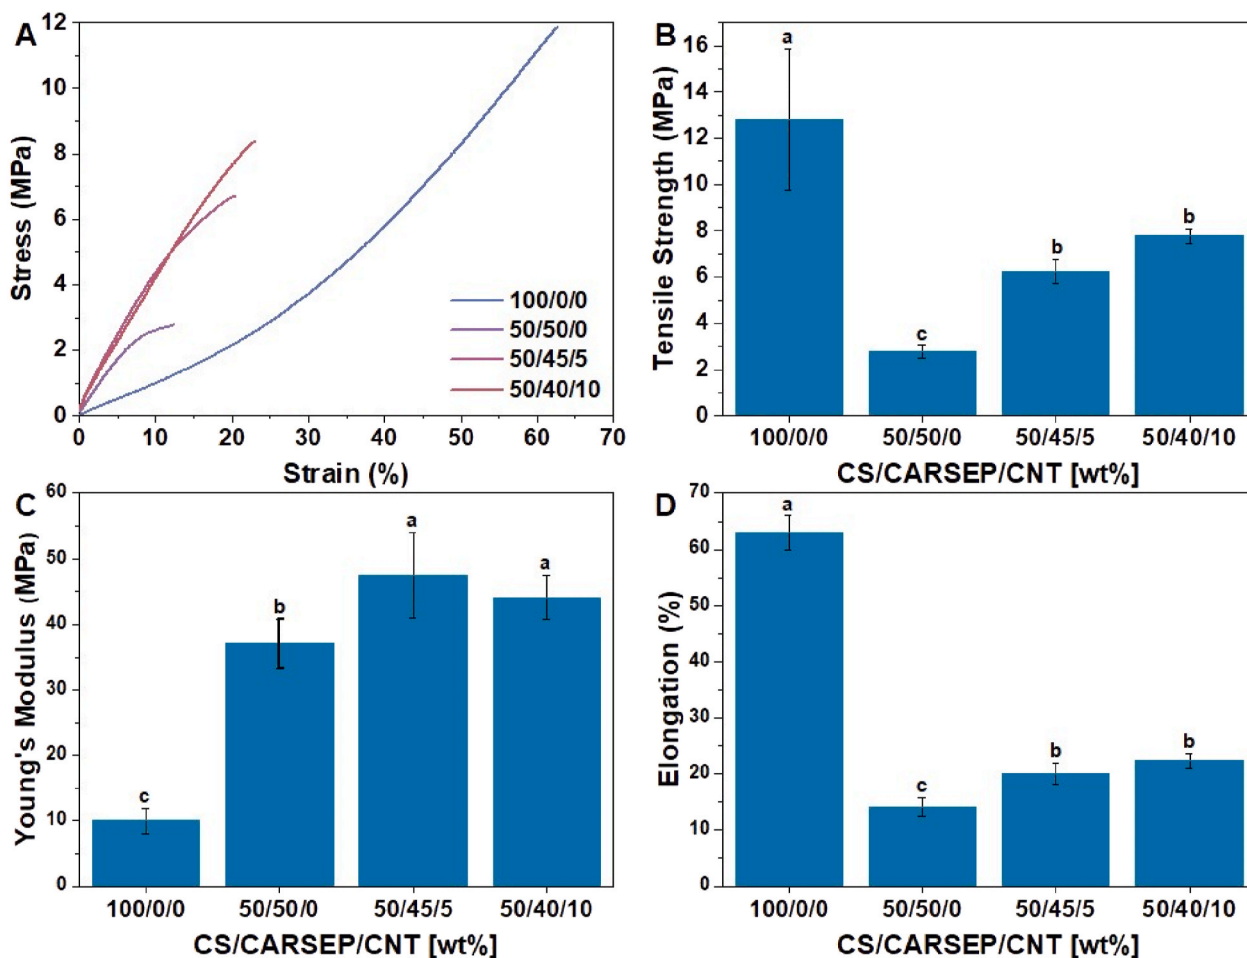 A
Stress (MPa)
12
10
8
6
4
2
0
0 10 20 30 40 50 60 70
Strain (%)
100/0/0
50/50/0
50/45/5
50/40/10
B
Tensile Strength (MPa)
16
14
12
10
8
6
4
2
0
a
c
b
b
100/0/0 50/50/0 50/45/5 50/40/10
CS/CARSEP/CNT [wt%]
C
Young's Modulus (MPa)
60
50
40
30
20
10
0
c
b
a
a
100/0/0 50/50/0 50/45/5 50/40/10
CS/CARSEP/CNT [wt%]
D
Elongation (%)
70
60
50
40
30
20
10
0
a
c
b
b
100/0/0 50/50/0 50/45/5 50/40/10
CS/CARSEP/CNT [wt%]